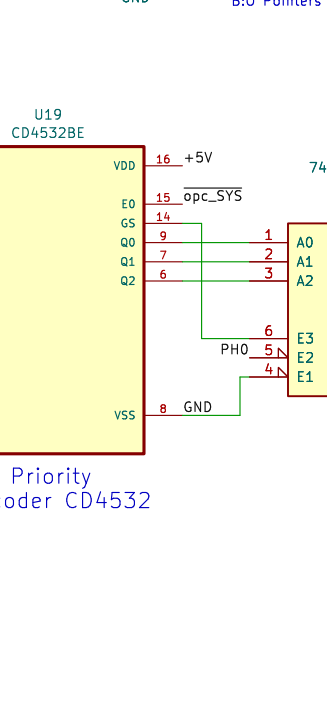 B:0 Pointers
GND
U19
CD4532BE
74
VDD 16 +5V
E0 15 opc_SYS
GS 14
Q0 9 1 A0
Q1 7 2 A1
Q2 6 3 A2
6 E3
PH0 5 E2
4 E1
VSS 8 GND
Priority
oder CD4532